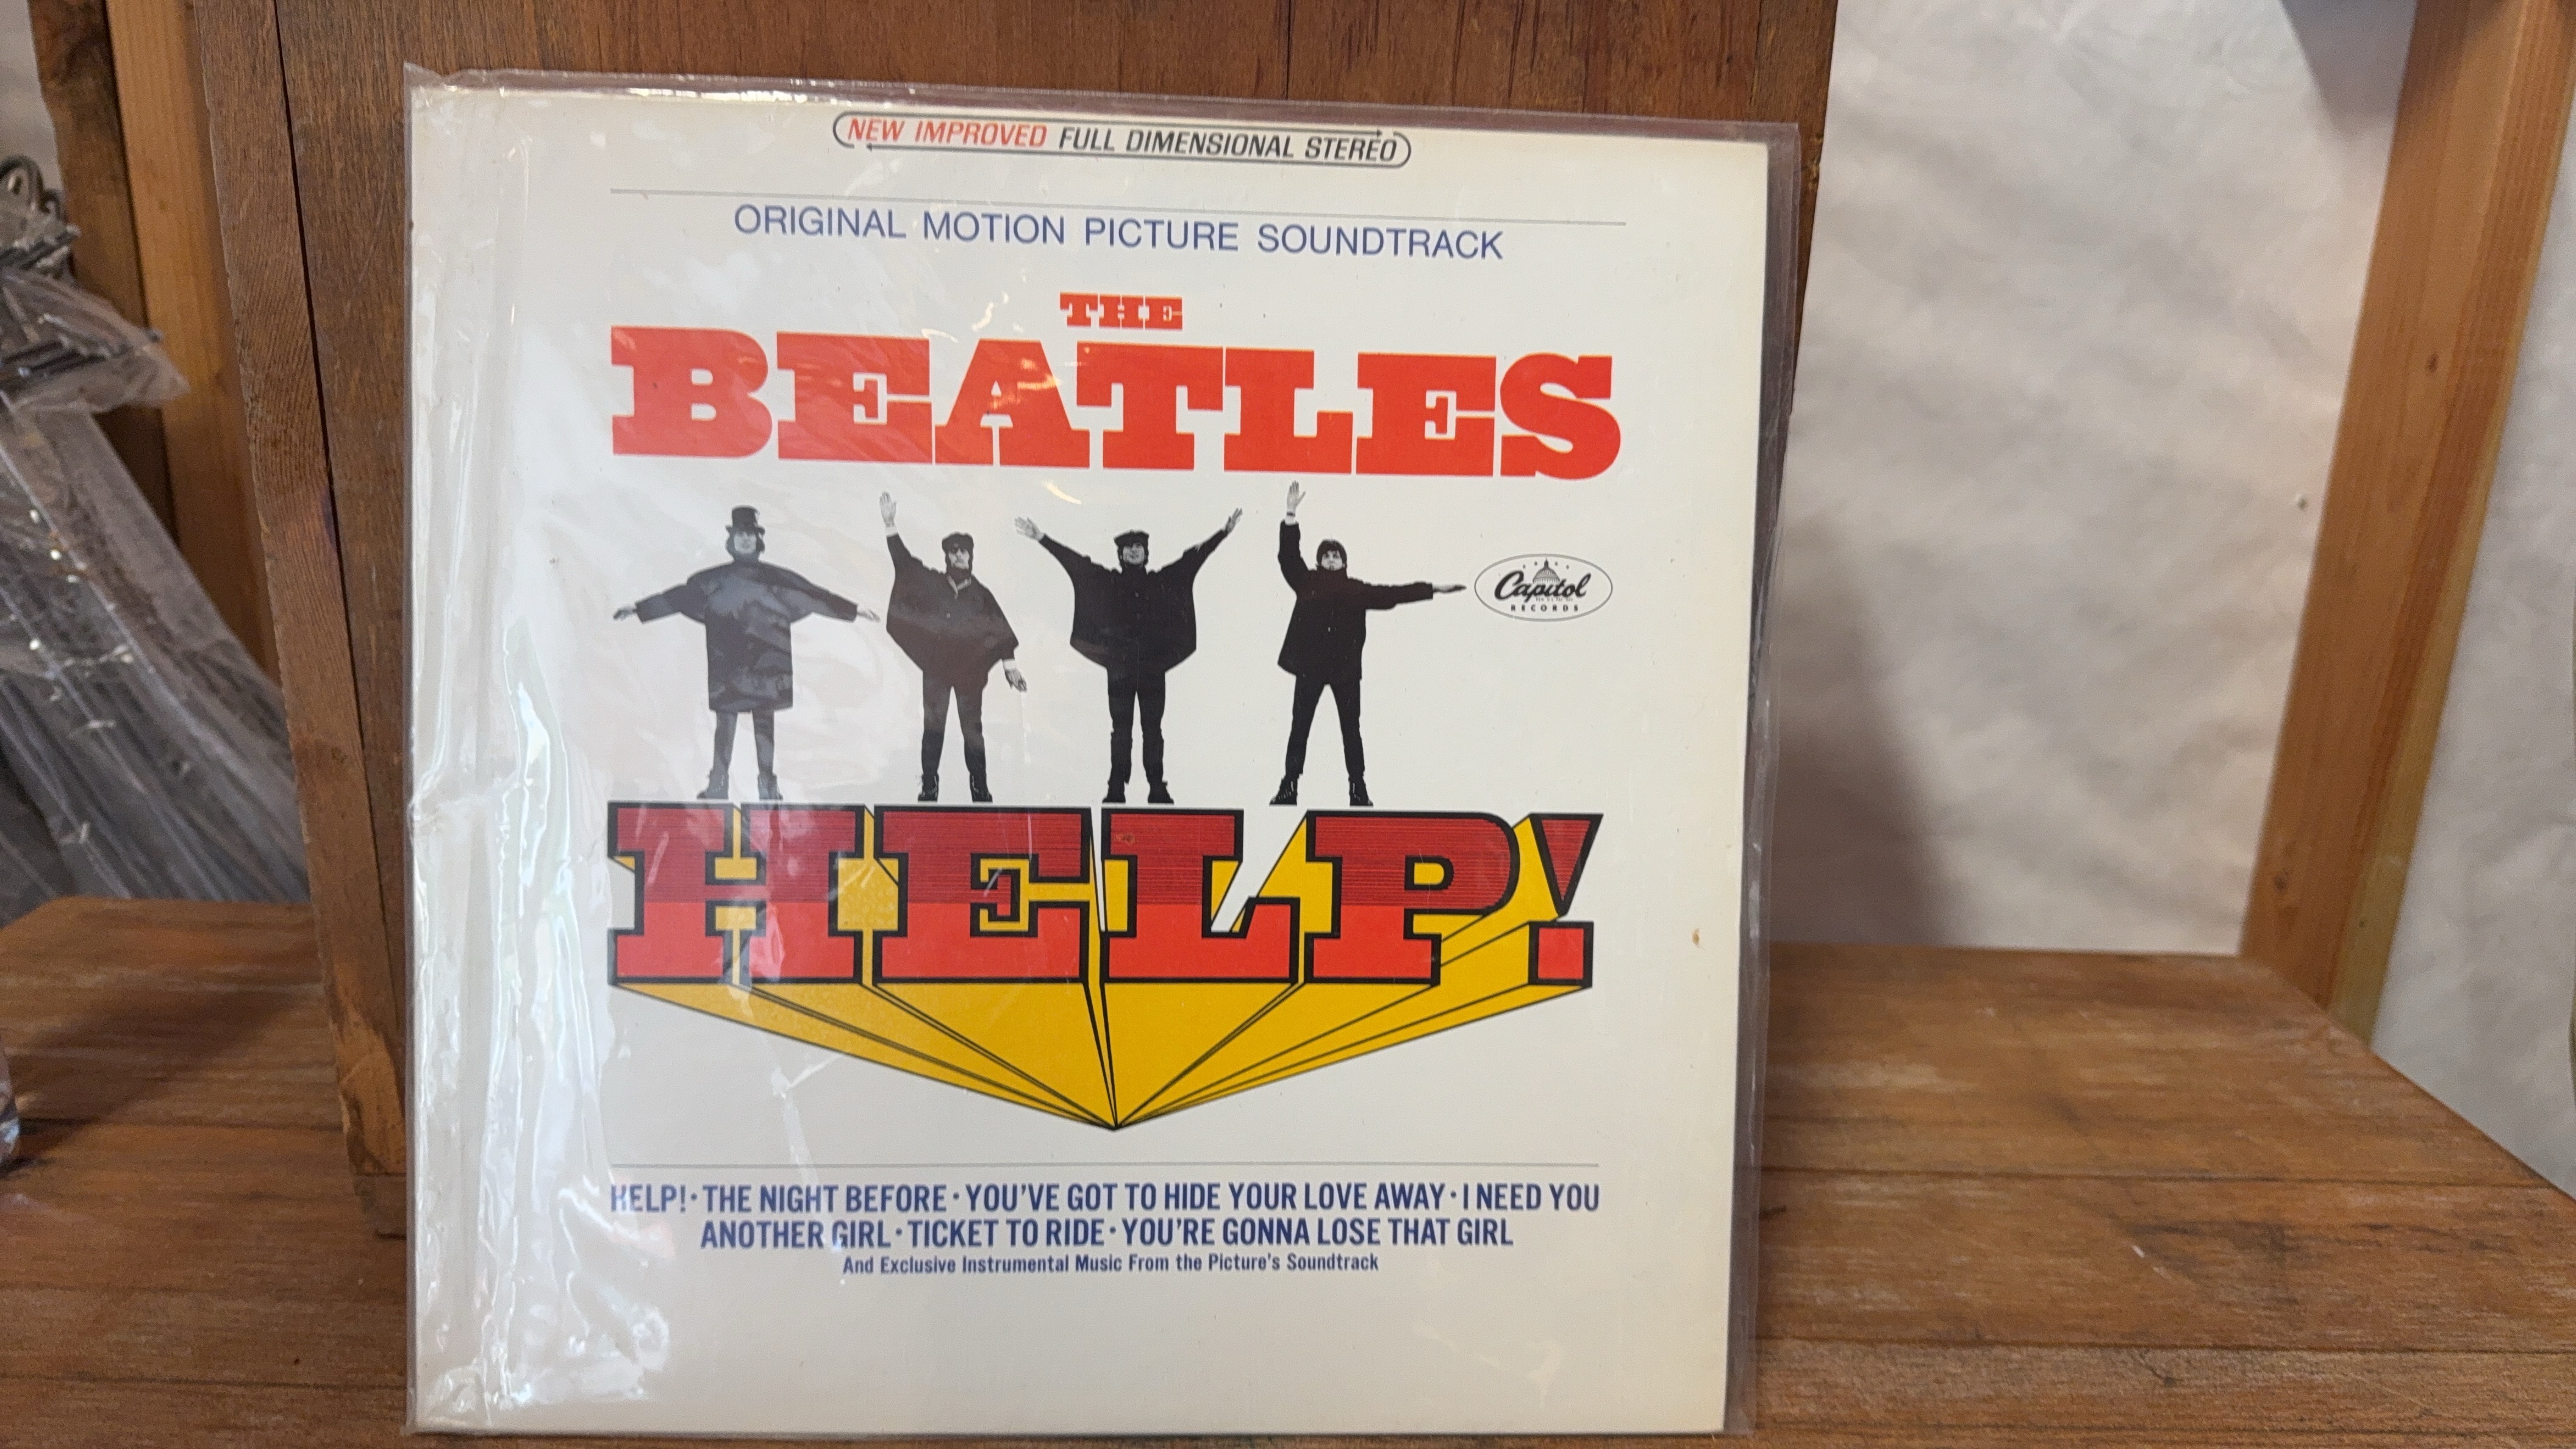 NEW IMPROVED FULL DIMENSIONAL STEREO
ORIGINAL MOTION PICTURE SOUNDTRACK
THE
BEATLES
Capitol
RECORDS
HELP!
HELP! · THE NIGHT BEFORE · YOU'VE GOT TO HIDE YOUR LOVE AWAY · I NEED YOU
ANOTHER GIRL · TICKET TO RIDE · YOU'RE GONNA LOSE THAT GIRL
And Exclusive Instrumental Music From the Picture's Soundtrack